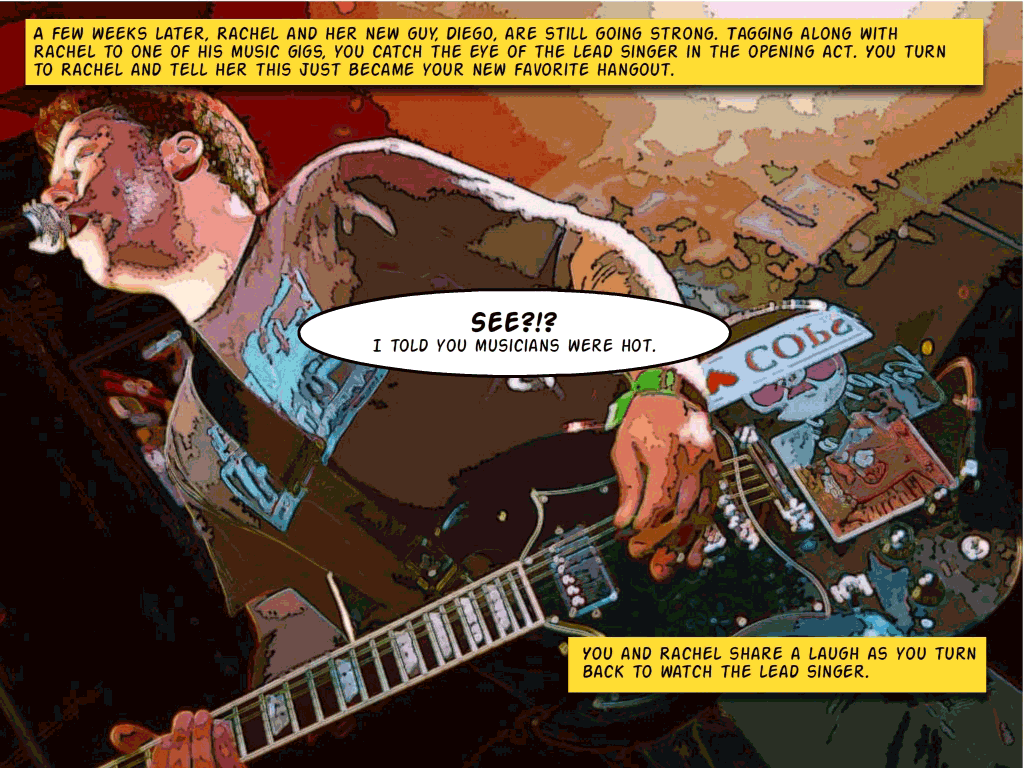 A FEW WEEKS LATER, RACHEL AND HER NEW GUY, DIEGO, ARE STILL GOING STRONG. TAGGING ALONG WITH
RACHEL TO ONE OF HIS MUSIC GIGS, YOU CATCH THE EYE OF THE LEAD SINGER IN THE OPENING ACT. YOU TURN
TO RACHEL AND TELL HER THIS JUST BECAME YOUR NEW FAVORITE HANGOUT.
SEE?!?
I TOLD YOU MUSICIANS WERE HOT.
YOU AND RACHEL SHARE A LAUGH AS YOU TURN
BACK TO WATCH THE LEAD SINGER.